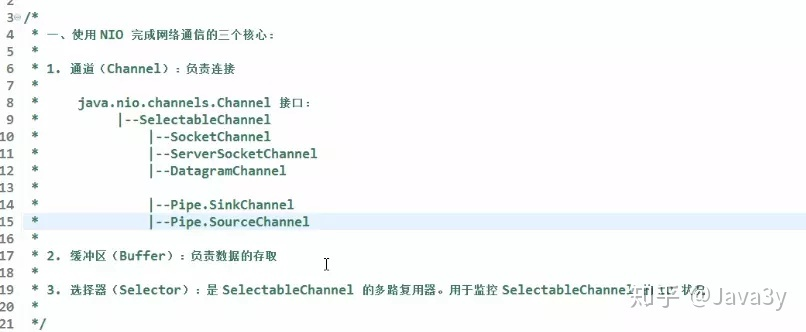 2
3 /*
4 * 一、使用 NIO 完成网络通信的三个核心：
5 *
6 * 1. 通道（Channel）：负责连接
7 *
8 * java.nio.channels.Channel 接口：
9 * |--SelectableChannel
10 * |--SocketChannel
11 * |--ServerSocketChannel
12 * |--DatagramChannel
13 *
14 * |--Pipe.SinkChannel
15 * |--Pipe.SourceChannel
16 *
17 * 2. 缓冲区（Buffer）：负责数据的存取
18 *
19 * 3. 选择器（Selector）：是 SelectableChannel 的多路复用器。用于监控 SelectableChannel 的 IO 状况
20 *
21 */
知乎 @Java3y